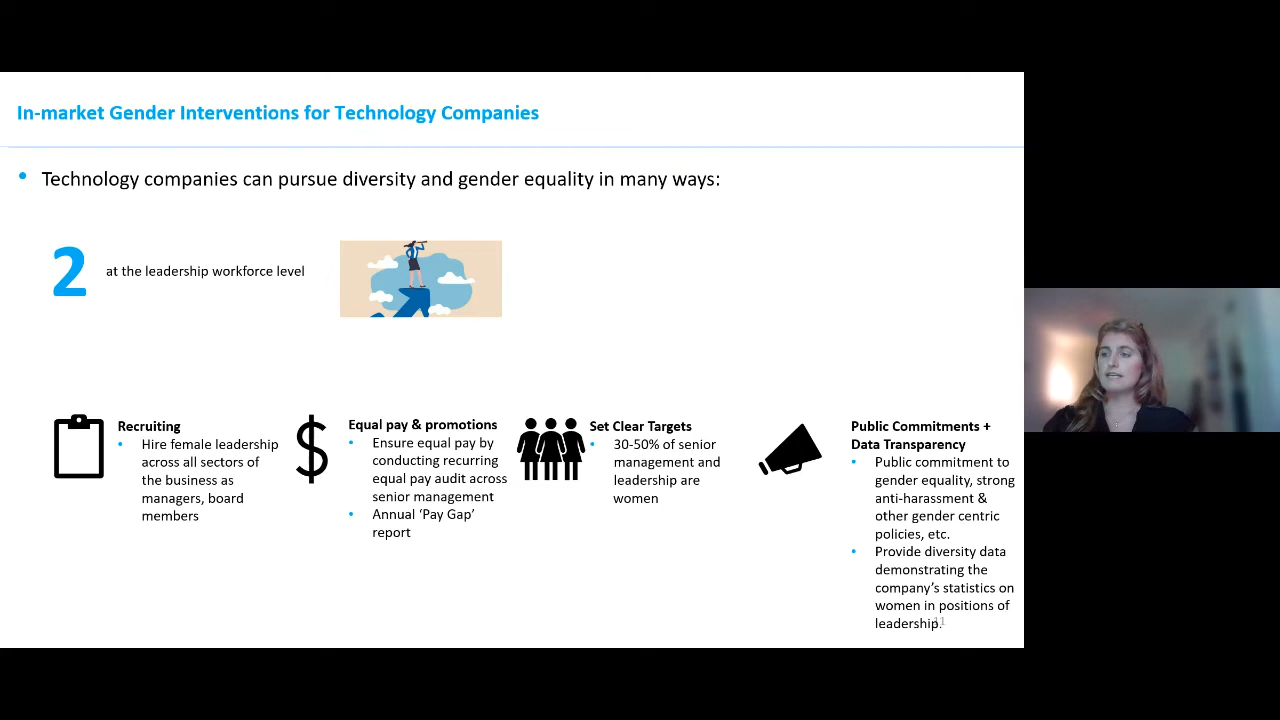 In-market Gender Interventions for Technology Companies
• Technology companies can pursue diversity and gender equality in many ways:
2
at the leadership workforce level
Recruiting
• Hire female leadership
across all sectors of
the business as
managers, board
members
Equal pay & promotions
• Ensure equal pay by
conducting recurring
equal pay audit across
senior management
• Annual ‘Pay Gap’
report
Set Clear Targets
• 30-50% of senior
management and
leadership are
women
Public Commitments +
Data Transparency
• Public commitment to
gender equality, strong
anti-harassment &
other gender centric
policies, etc.
• Provide diversity data
demonstrating the
company’s statistics on
women in positions of
leadership.
11